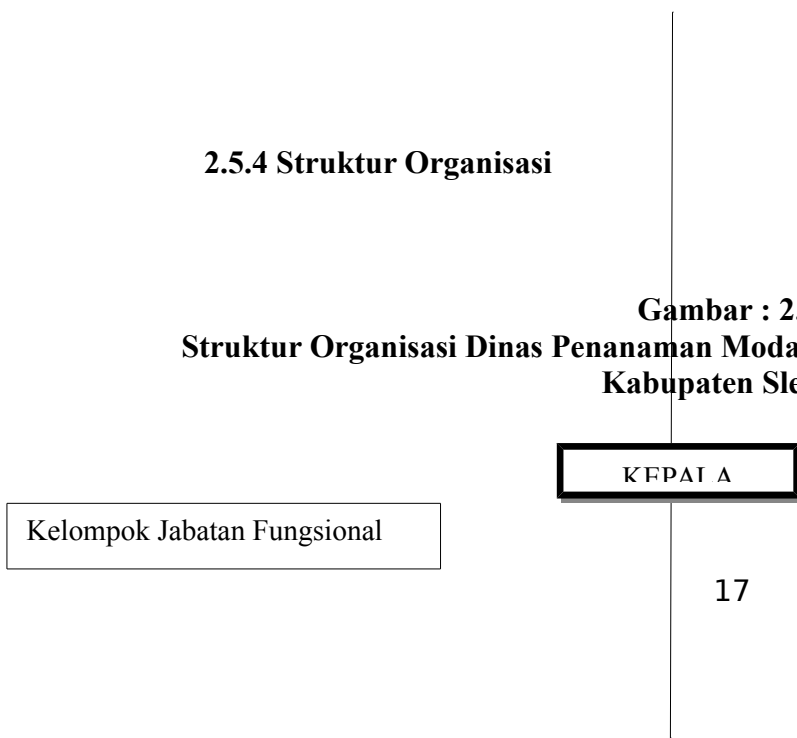 2.5.4 Struktur Organisasi
Gambar : 2.
Struktur Organisasi Dinas Penanaman Moda
Kabupaten Sle
KEPALA
Kelompok Jabatan Fungsional
17